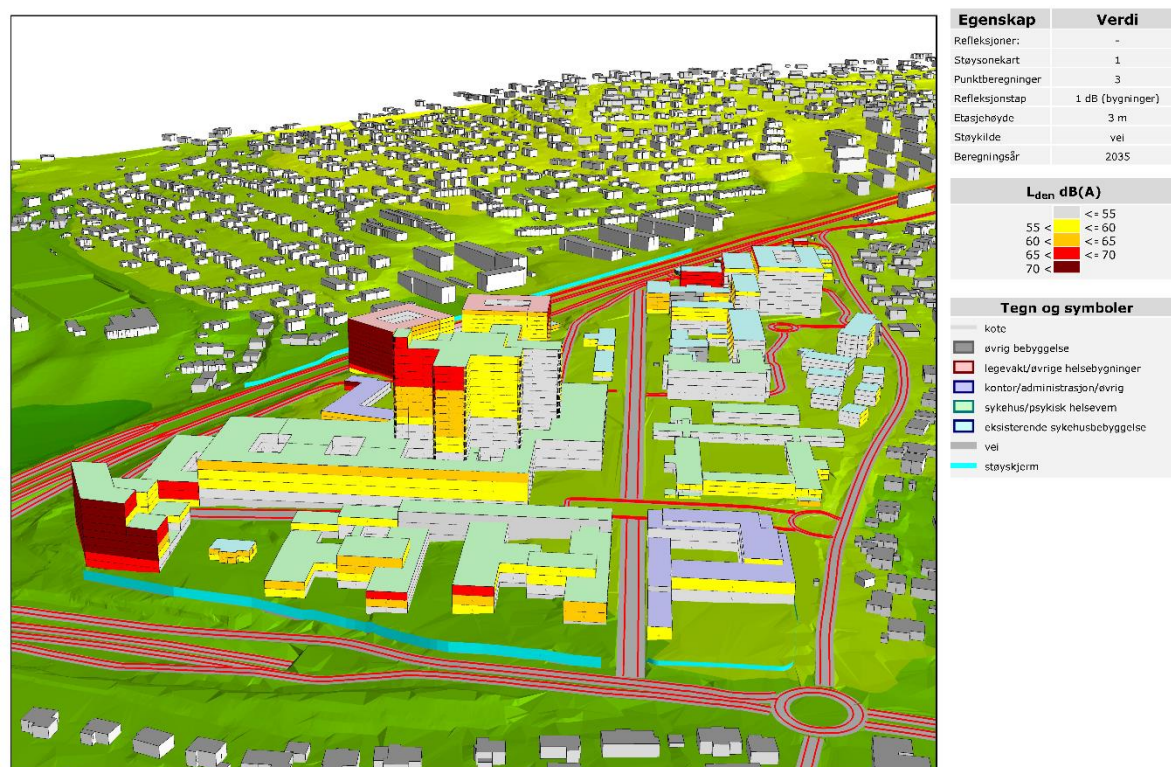 Egenskap Verdi
Refleksjoner: -
Støysonekart 1
Punktberegninger 3
Refleksjonstap 1 dB (bygninger)
Etasjehøyde 3 m
Støykilde vei
Beregningsår 2035
Lden dB(A)
<= 55
55 < <= 60
60 < <= 65
65 < <= 70
70 <
Tegn og symboler
kote
øvrig bebyggelse
legevakt/øvrige helsebygninger
kontor/administrasjon/øvrig
sykehus/psykisk helsevern
eksisterende sykehusbebyggelse
vei
støyskjerm